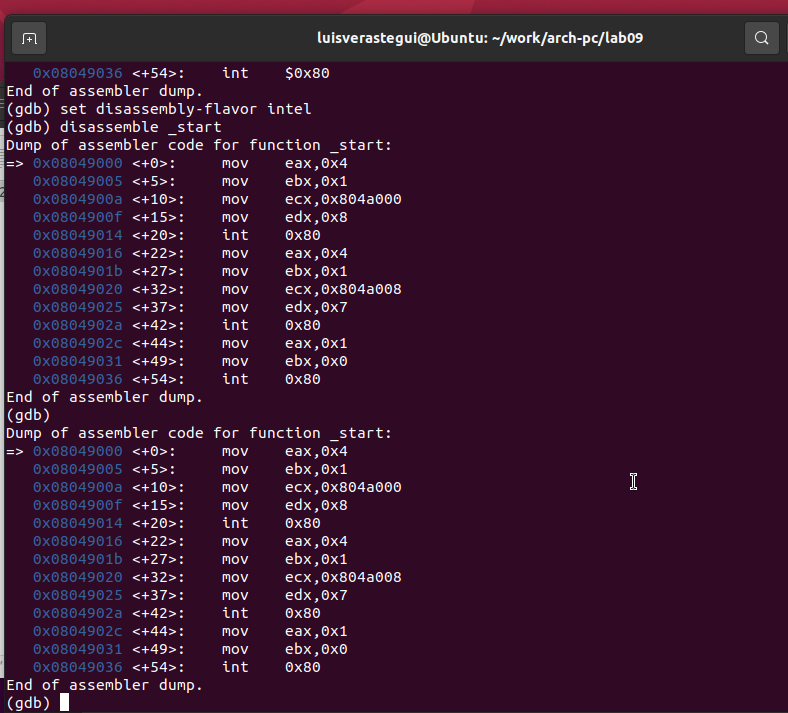 luisverastegui@Ubuntu: ~/work/arch-pc/lab09
   0x08049036 <+54>:    int    $0x80
End of assembler dump.
(gdb) set disassembly-flavor intel
(gdb) disassemble _start
Dump of assembler code for function _start:
=> 0x08049000 <+0>:     mov    eax,0x4
   0x08049005 <+5>:     mov    ebx,0x1
   0x0804900a <+10>:    mov    ecx,0x804a000
   0x0804900f <+15>:    mov    edx,0x8
   0x08049014 <+20>:    int    0x80
   0x08049016 <+22>:    mov    eax,0x4
   0x0804901b <+27>:    mov    ebx,0x1
   0x08049020 <+32>:    mov    ecx,0x804a008
   0x08049025 <+37>:    mov    edx,0x7
   0x0804902a <+42>:    int    0x80
   0x0804902c <+44>:    mov    eax,0x1
   0x08049031 <+49>:    mov    ebx,0x0
   0x08049036 <+54>:    int    0x80
End of assembler dump.
(gdb)
Dump of assembler code for function _start:
=> 0x08049000 <+0>:     mov    eax,0x4
   0x08049005 <+5>:     mov    ebx,0x1
   0x0804900a <+10>:    mov    ecx,0x804a000
   0x0804900f <+15>:    mov    edx,0x8
   0x08049014 <+20>:    int    0x80
   0x08049016 <+22>:    mov    eax,0x4
   0x0804901b <+27>:    mov    ebx,0x1
   0x08049020 <+32>:    mov    ecx,0x804a008
   0x08049025 <+37>:    mov    edx,0x7
   0x0804902a <+42>:    int    0x80
   0x0804902c <+44>:    mov    eax,0x1
   0x08049031 <+49>:    mov    ebx,0x0
   0x08049036 <+54>:    int    0x80
End of assembler dump.
(gdb)